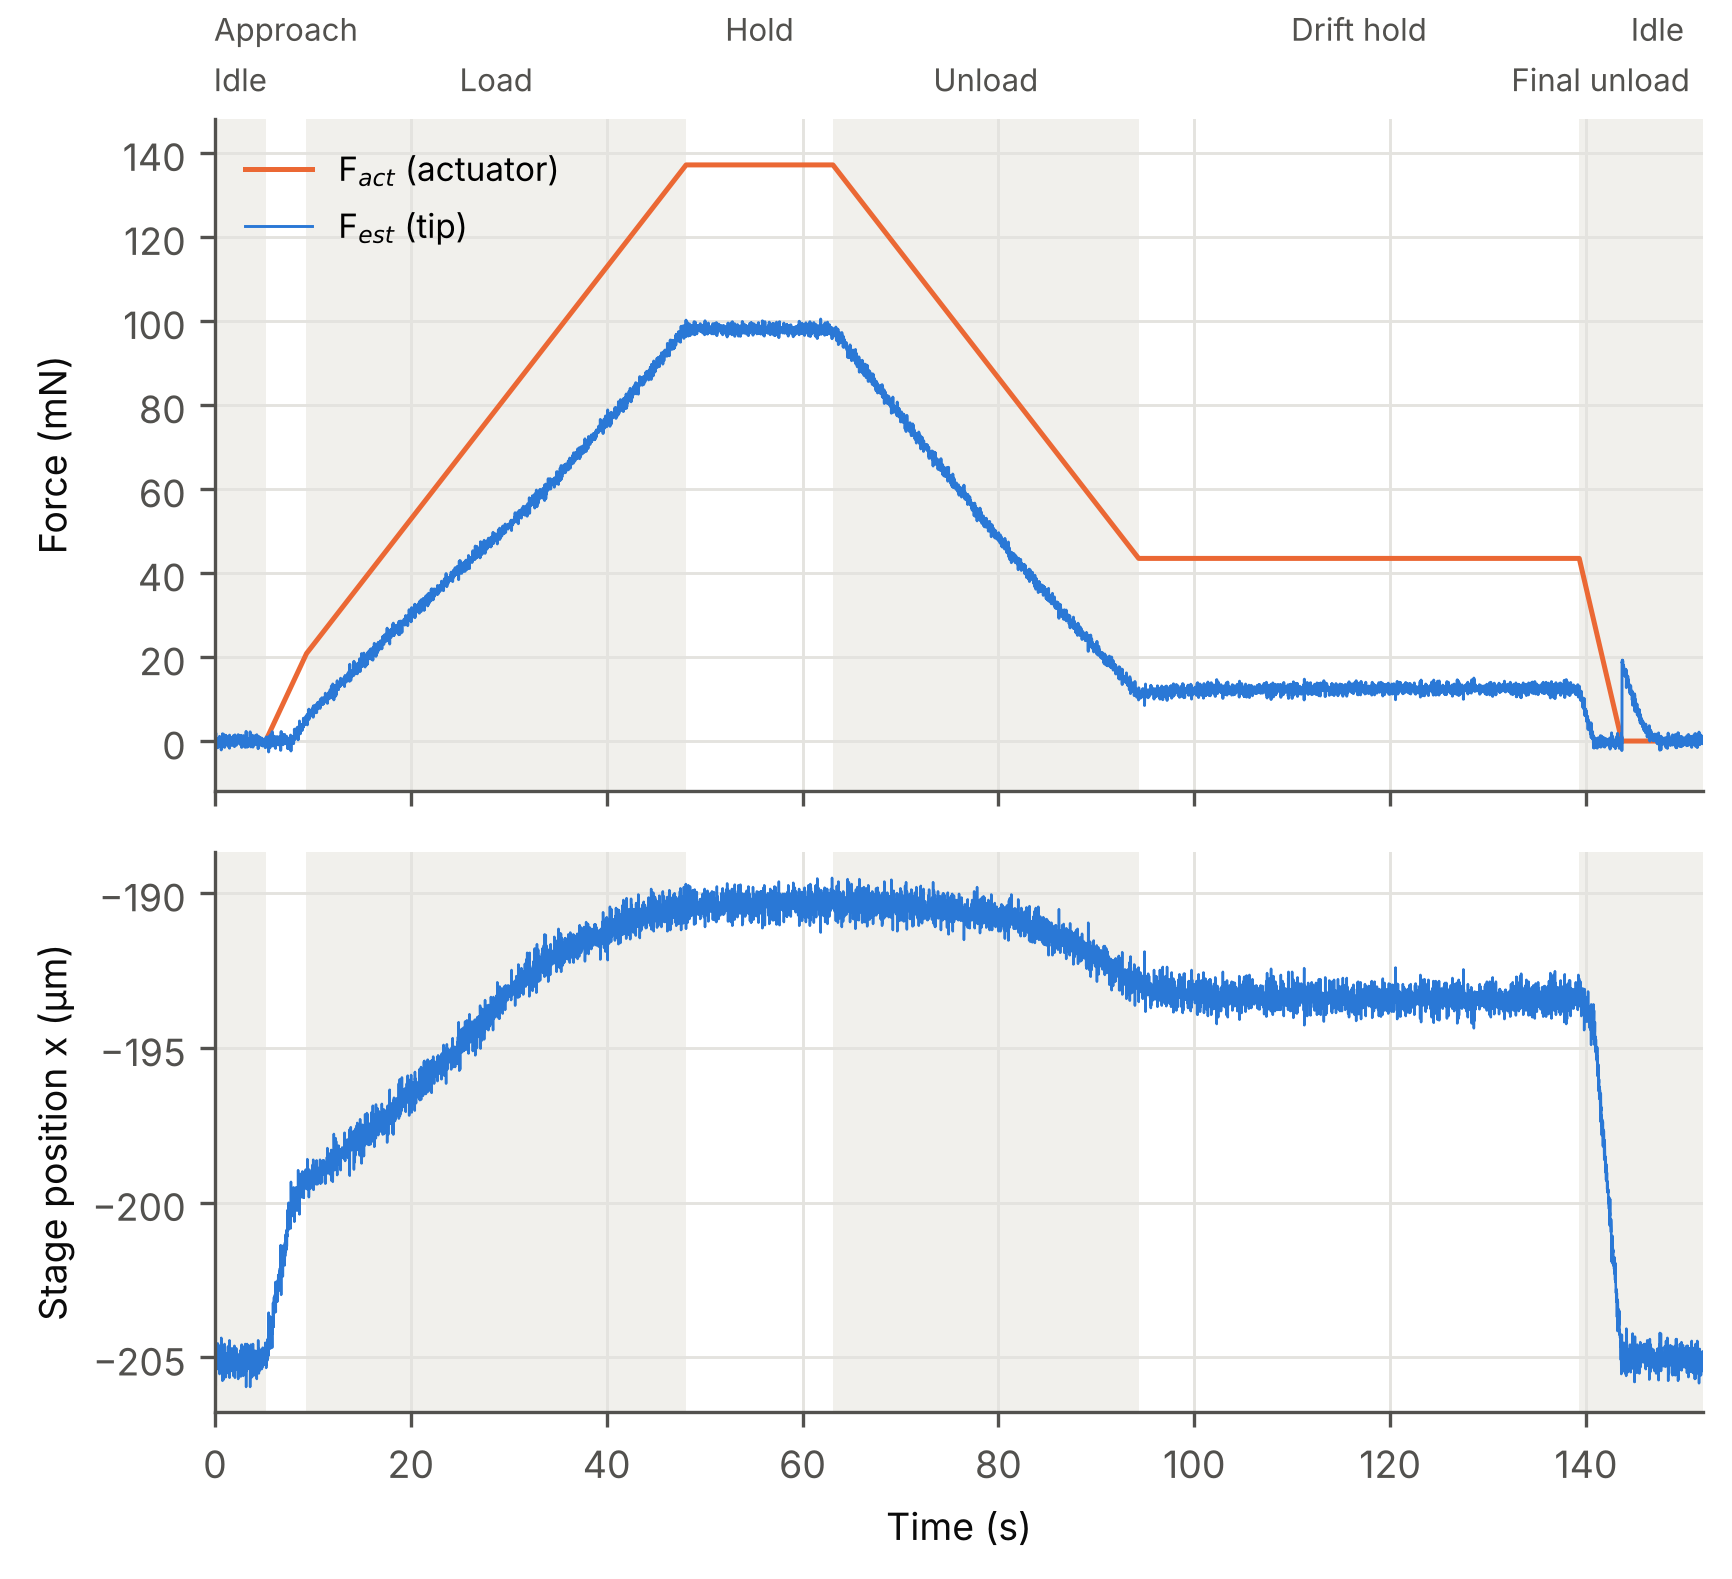 Approach Hold Drift hold Idle
Idle Load Unload Final unload
140
120
100
80
60
40
20
0
Force (mN)
F_act (actuator)
F_est (tip)
−190
−195
−200
−205
Stage position x (µm)
0 20 40 60 80 100 120 140
Time (s)